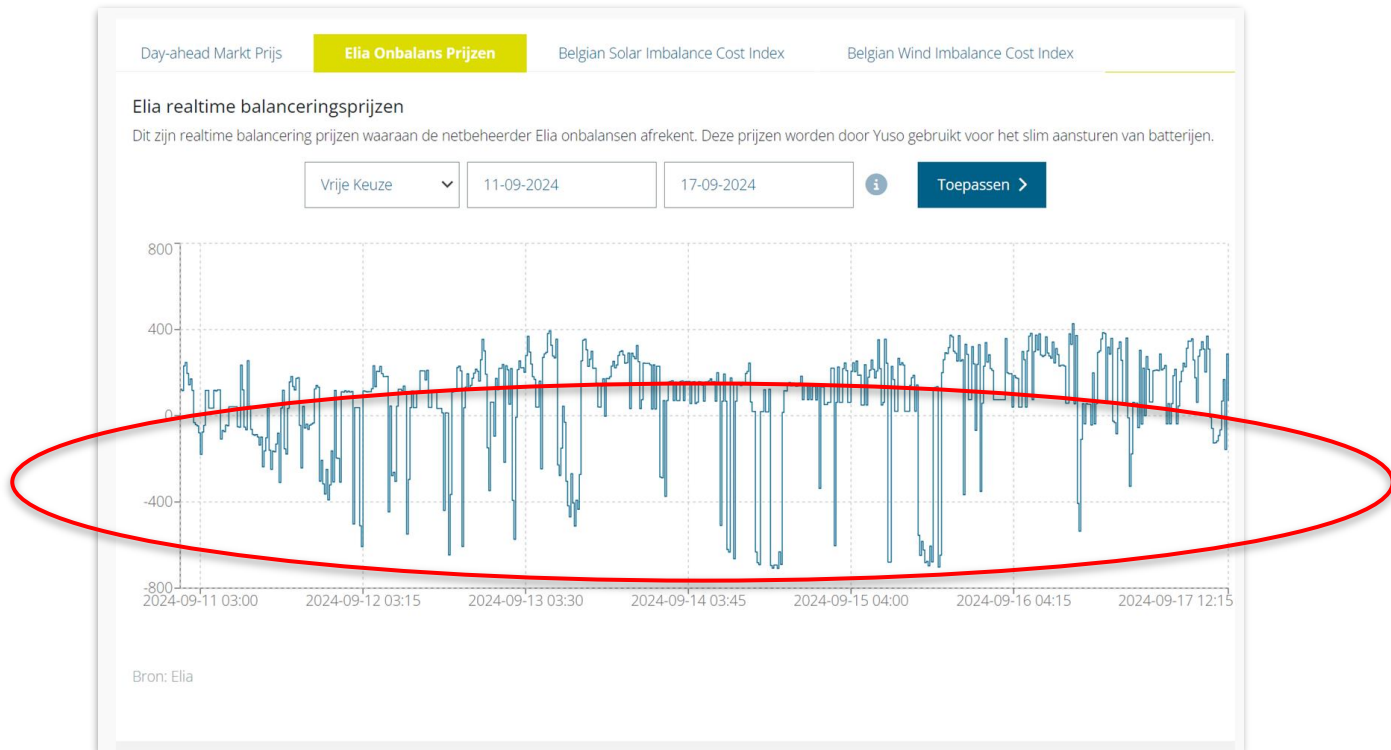 Day-ahead Markt Prijs
Elia Onbalans Prijzen
Belgian Solar Imbalance Cost Index
Belgian Wind Imbalance Cost Index
Elia realtime balanceringsprijzen
Dit zijn realtime balancering prijzen waaraan de netbeheerder Elia onbalansen afrekent. Deze prijzen worden door Yuso gebruikt voor het slim aansturen van batterijen.
Vrije Keuze
11-09-2024
17-09-2024
i
Toepassen
800
400
0
-400
-800
2024-09-11 03:00
2024-09-12 03:15
2024-09-13 03:30
2024-09-14 03:45
2024-09-15 04:00
2024-09-16 04:15
2024-09-17 12:15
Bron: Elia